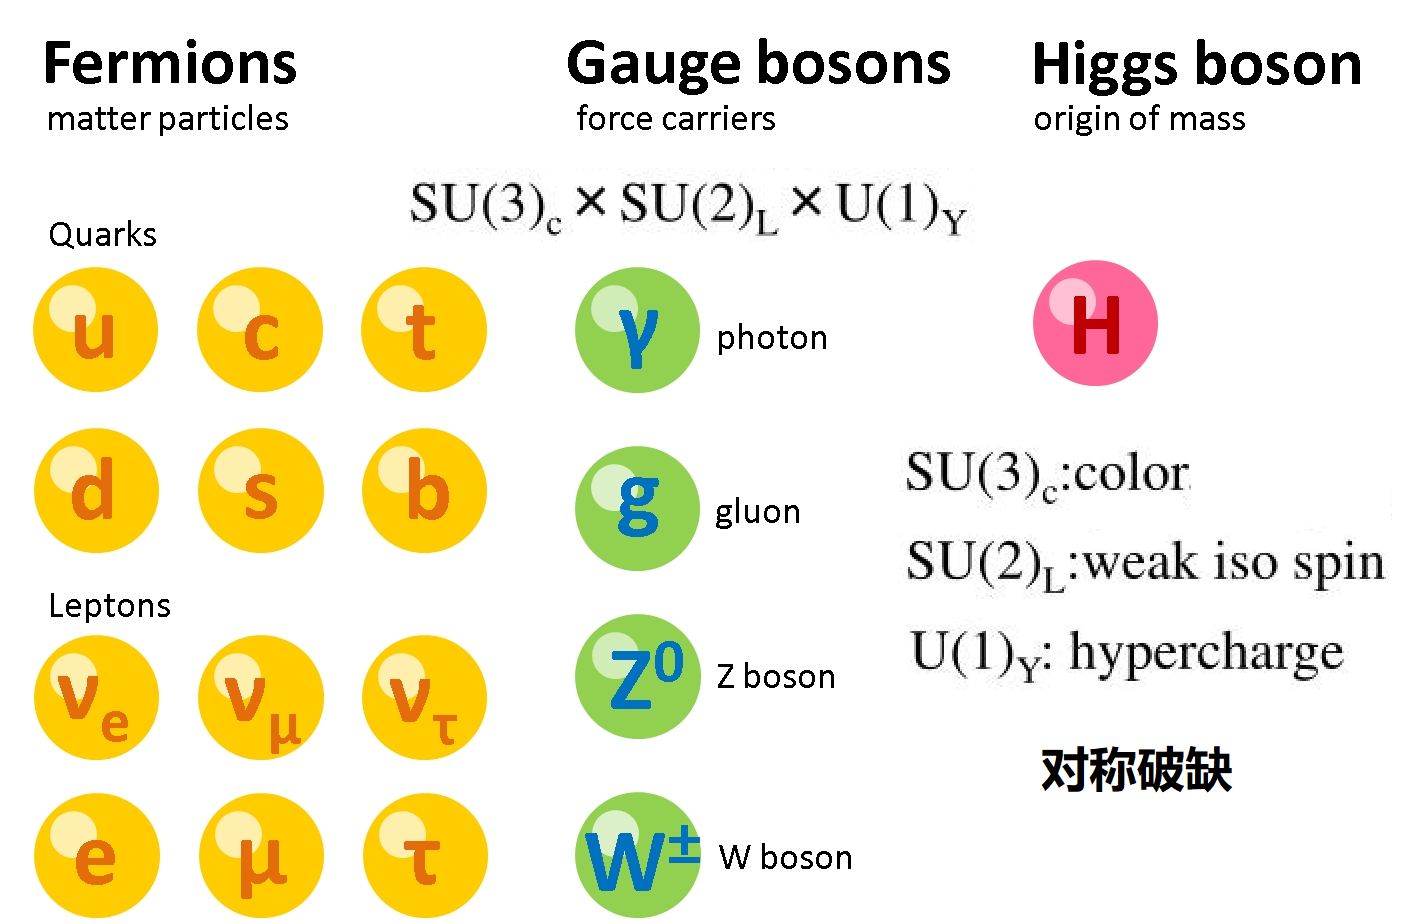 Fermions
matter particles
Gauge bosons
force carriers
Higgs boson
origin of mass
SU(3)c × SU(2)L × U(1)Y
Quarks
u c t
d s b
Leptons
νe νμ ντ
e μ τ
γ photon
g gluon
Z⁰ Z boson
W± W boson
H
SU(3)c:color
SU(2)L:weak iso spin
U(1)Y: hypercharge
对称破缺